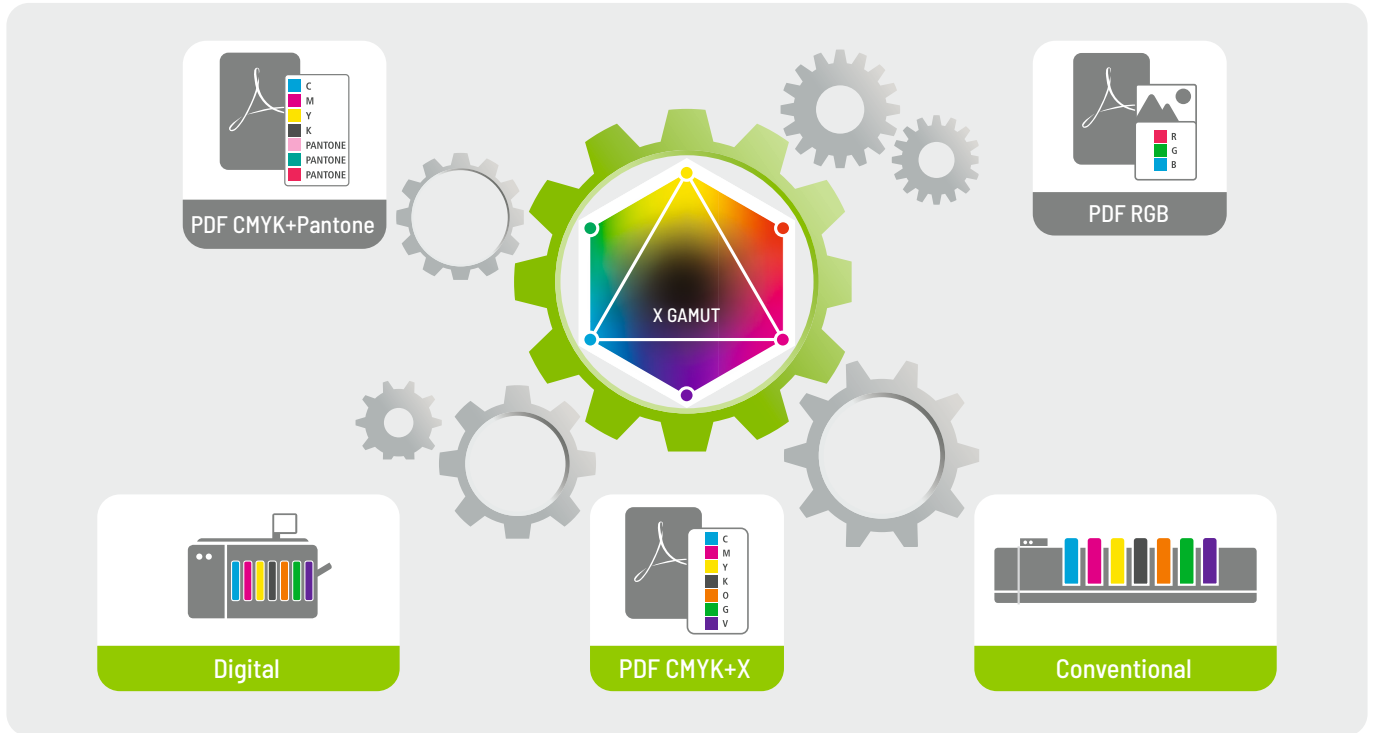 C
M
Y
K
PANTONE
PANTONE
PANTONE
PDF CMYK+Pantone
R
G
B
PDF RGB
X GAMUT
Digital
C
M
Y
K
O
G
V
PDF CMYK+X
Conventional